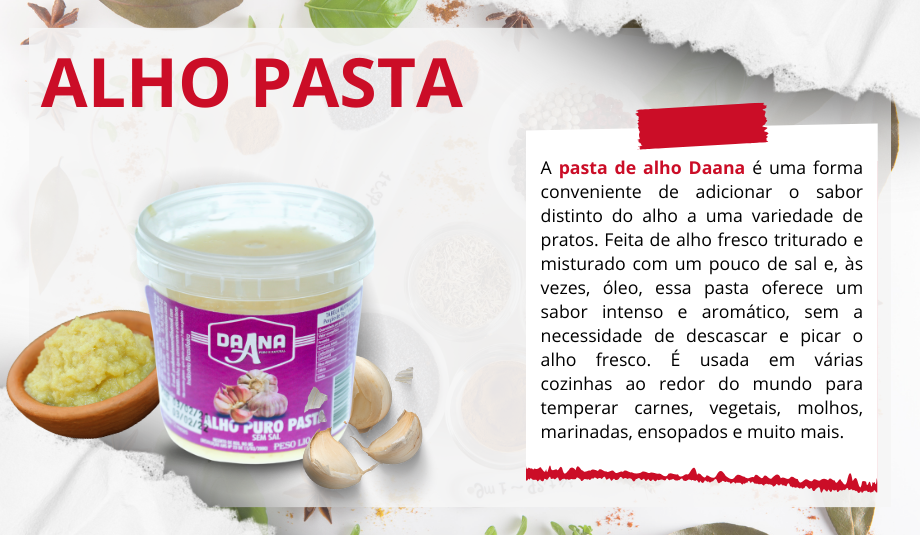 ALHO PASTA
A pasta de alho Daana é uma forma
conveniente de adicionar o sabor
distinto do alho a uma variedade de
pratos. Feita de alho fresco triturado e
misturado com um pouco de sal e, às
vezes, óleo, essa pasta oferece um
sabor intenso e aromático, sem a
necessidade de descascar e picar o
alho fresco. É usada em várias
cozinhas ao redor do mundo para
temperar carnes, vegetais, molhos,
marinadas, ensopados e muito mais.
DAANA
ALHO PURO PASTA
SEM SAL
PESO LIQ
Indústria Brasileira